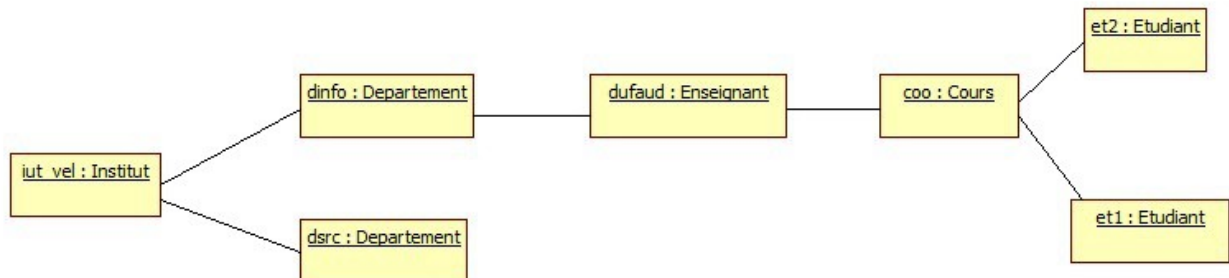 et2 : Etudiant
dinfo : Departement
dufaud : Enseignant
coo : Cours
iut_vel : Institut
et1 : Etudiant
dsrc : Departement